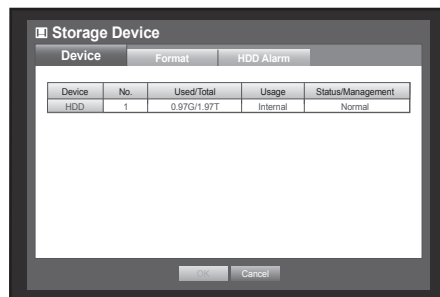 Storage Device
Device Format HDD Alarm
Device No. Used/Total Usage Status/Management
HDD 1 0.97G/1.97T Internal Normal
OK Cancel